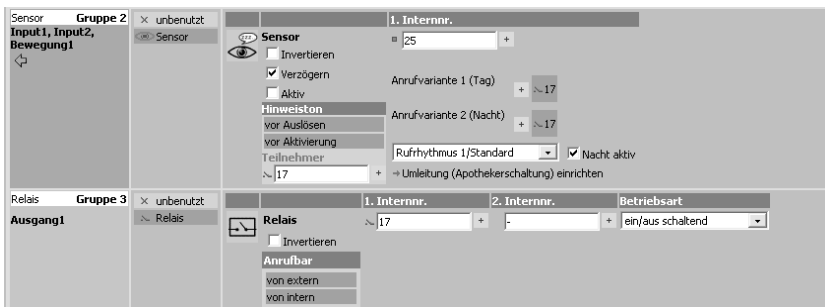 Sensor Gruppe 2
Input1, Input2,
Bewegung1
× unbenutzt
Sensor
Sensor
Invertieren
Verzögern
Aktiv
Hinweiston
vor Auslösen
vor Aktivierung
Teilnehmer
17 +
1. Internnr.
25 +
Anrufvariante 1 (Tag) + 17
Anrufvariante 2 (Nacht) + 17
Rufrhythmus 1/Standard Nacht aktiv
→ Umleitung (Apothekerschaltung) einrichten
Relais Gruppe 3
Ausgang1
× unbenutzt
Relais
Relais
Invertieren
Anrufbar
von extern
von intern
1. Internnr. 2. Internnr. Betriebsart
17 + - + ein/aus schaltend